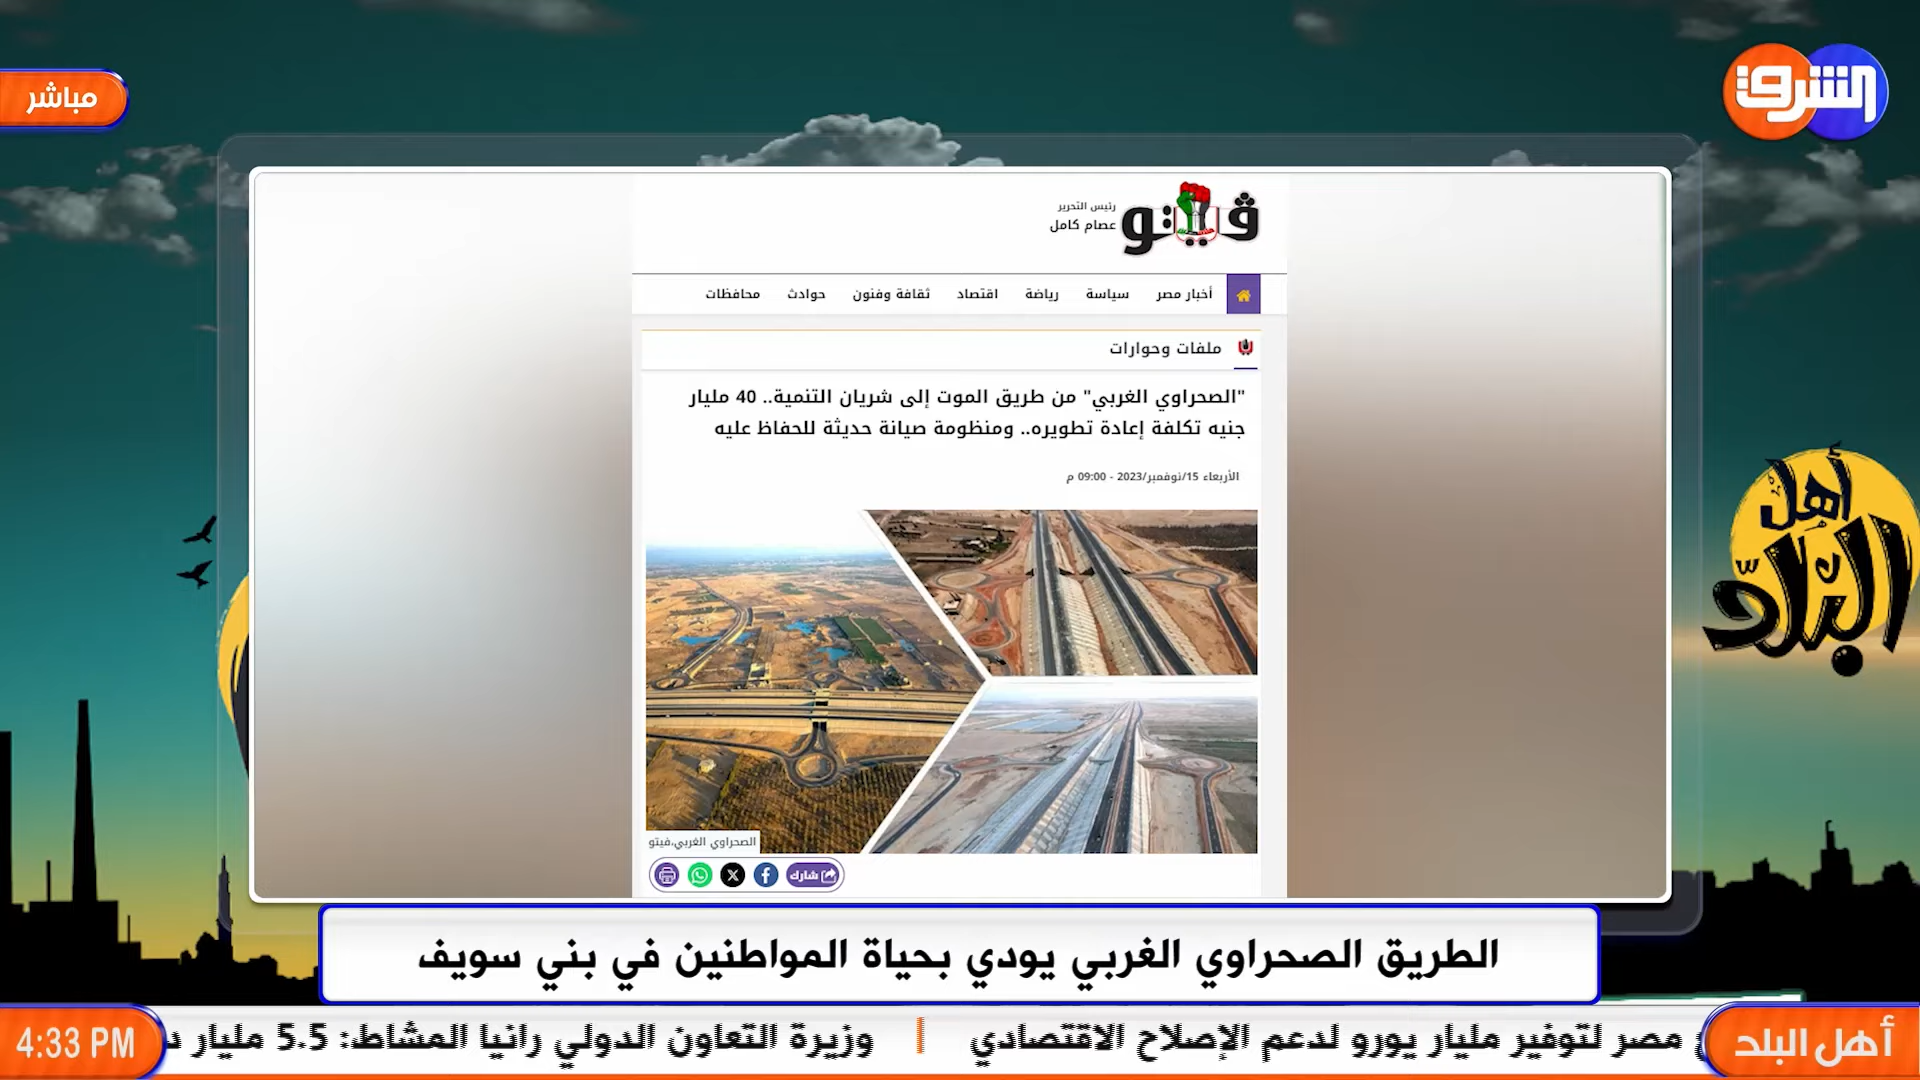 مباشر
الشرق
رئيس التحرير
عصام كامل
ڤيتو
أخبار مصر سياسة رياضة اقتصاد ثقافة وفنون حوادث محافظات
ملفات وحوارات
"الصحراوي الغربي" من طريق الموت إلى شريان التنمية.. 40 مليار
جنيه تكلفة إعادة تطويره.. ومنظومة صيانة حديثة للحفاظ عليه
الأربعاء 15/نوفمبر/2023 - 09:00 م
أهل
البلد
الصحراوي الغربي،فيتو
شارك
الطريق الصحراوي الغربي يودي بحياة المواطنين في بني سويف
أهل البلد
مصر لتوفير مليار يورو لدعم الإصلاح الاقتصادي | وزيرة التعاون الدولي رانيا المشاط: 5.5 مليار
4:33 PM